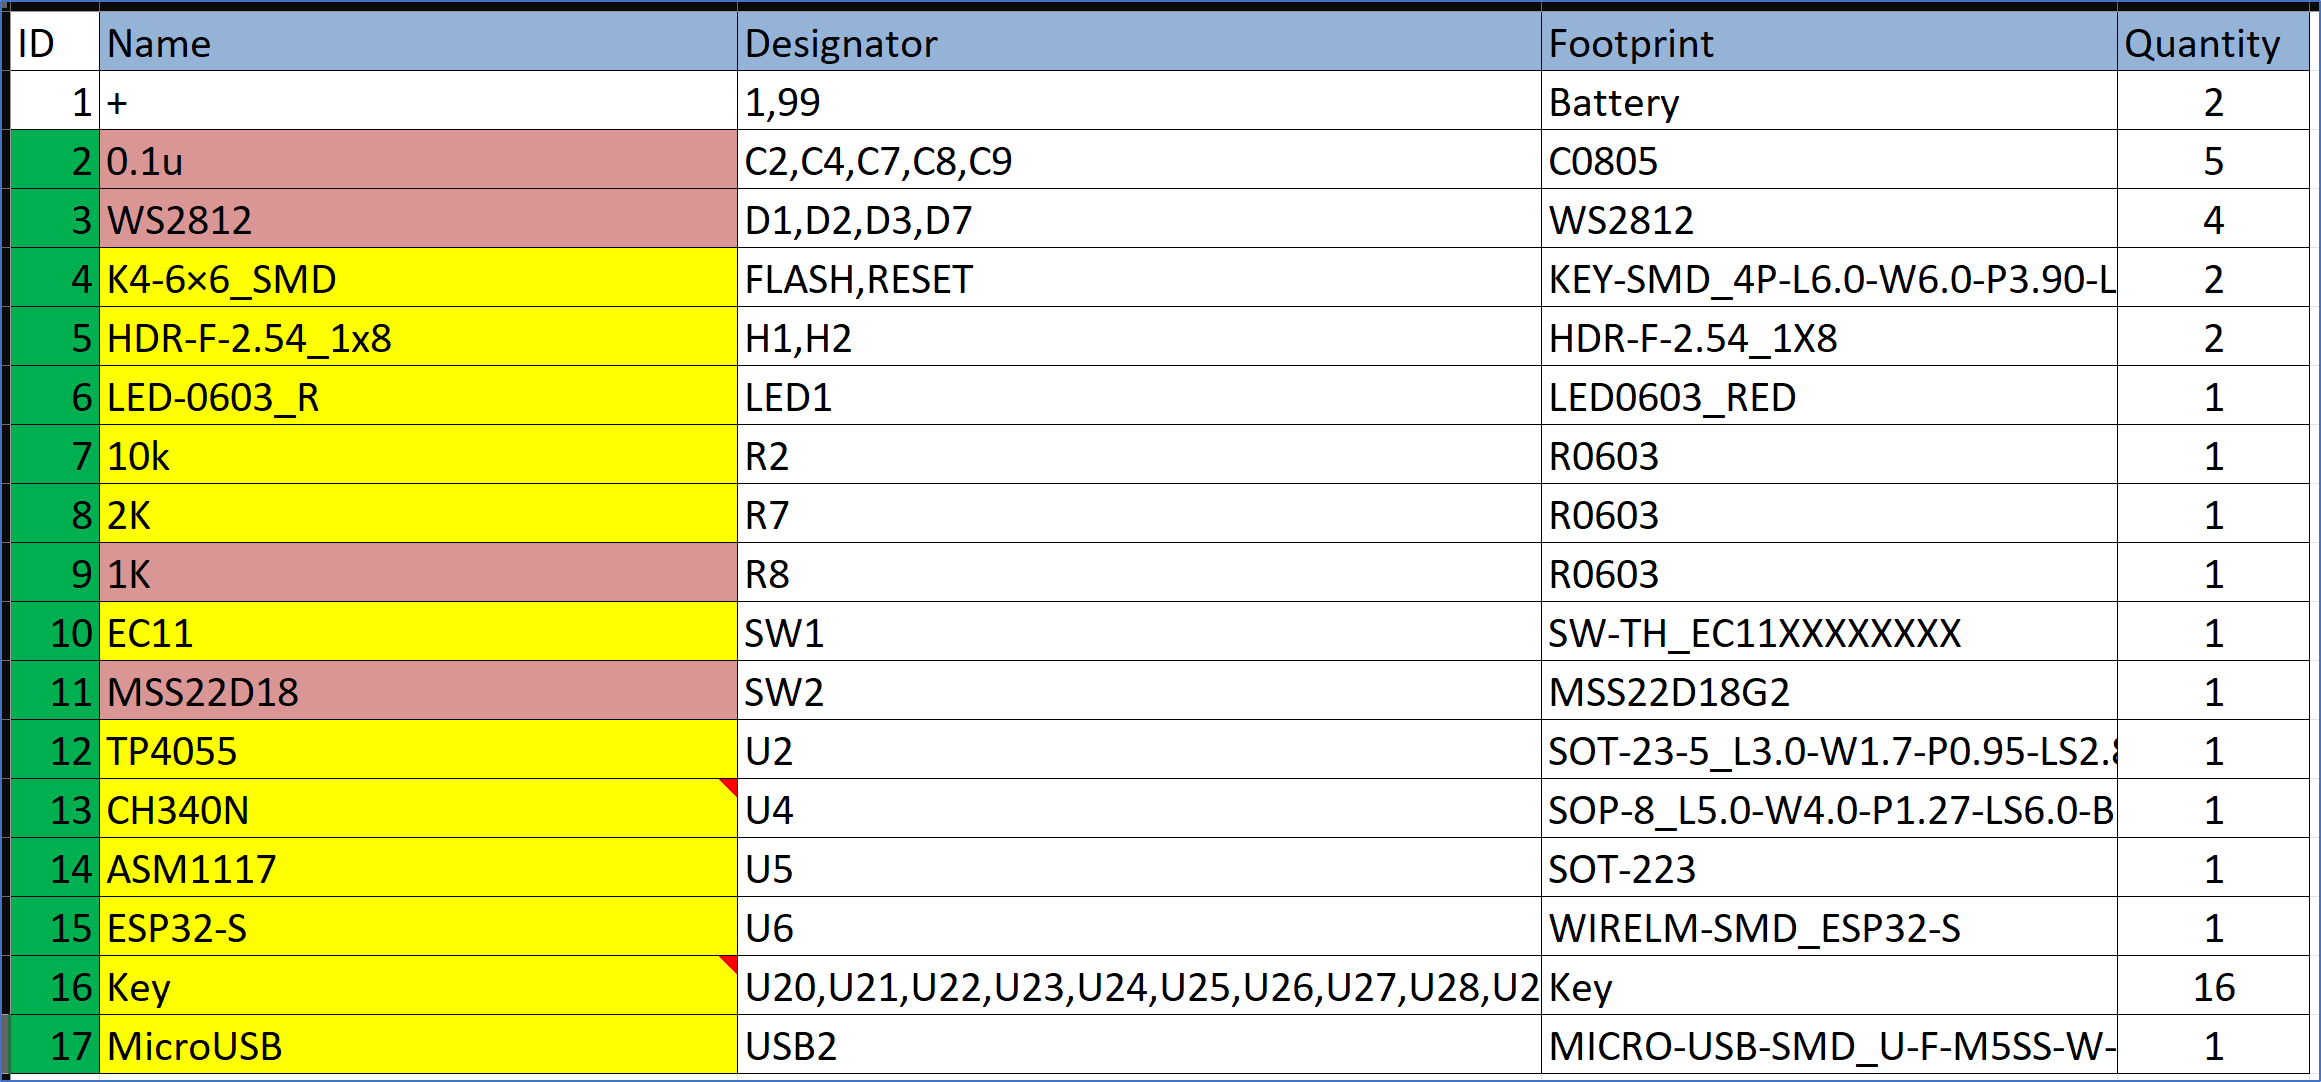 ID Name Designator Footprint Quantity
1 + 1,99 Battery 2
2 0.1u C2,C4,C7,C8,C9 C0805 5
3 WS2812 D1,D2,D3,D7 WS2812 4
4 K4-6×6_SMD FLASH,RESET KEY-SMD_4P-L6.0-W6.0-P3.90-L 2
5 HDR-F-2.54_1x8 H1,H2 HDR-F-2.54_1X8 2
6 LED-0603_R LED1 LED0603_RED 1
7 10k R2 R0603 1
8 2K R7 R0603 1
9 1K R8 R0603 1
10 EC11 SW1 SW-TH_EC11XXXXXXXX 1
11 MSS22D18 SW2 MSS22D18G2 1
12 TP4055 U2 SOT-23-5_L3.0-W1.7-P0.95-LS2.8 1
13 CH340N U4 SOP-8_L5.0-W4.0-P1.27-LS6.0-B 1
14 ASM1117 U5 SOT-223 1
15 ESP32-S U6 WIRELM-SMD_ESP32-S 1
16 Key U20,U21,U22,U23,U24,U25,U26,U27,U28,U2 Key 16
17 MicroUSB USB2 MICRO-USB-SMD_U-F-M5SS-W- 1